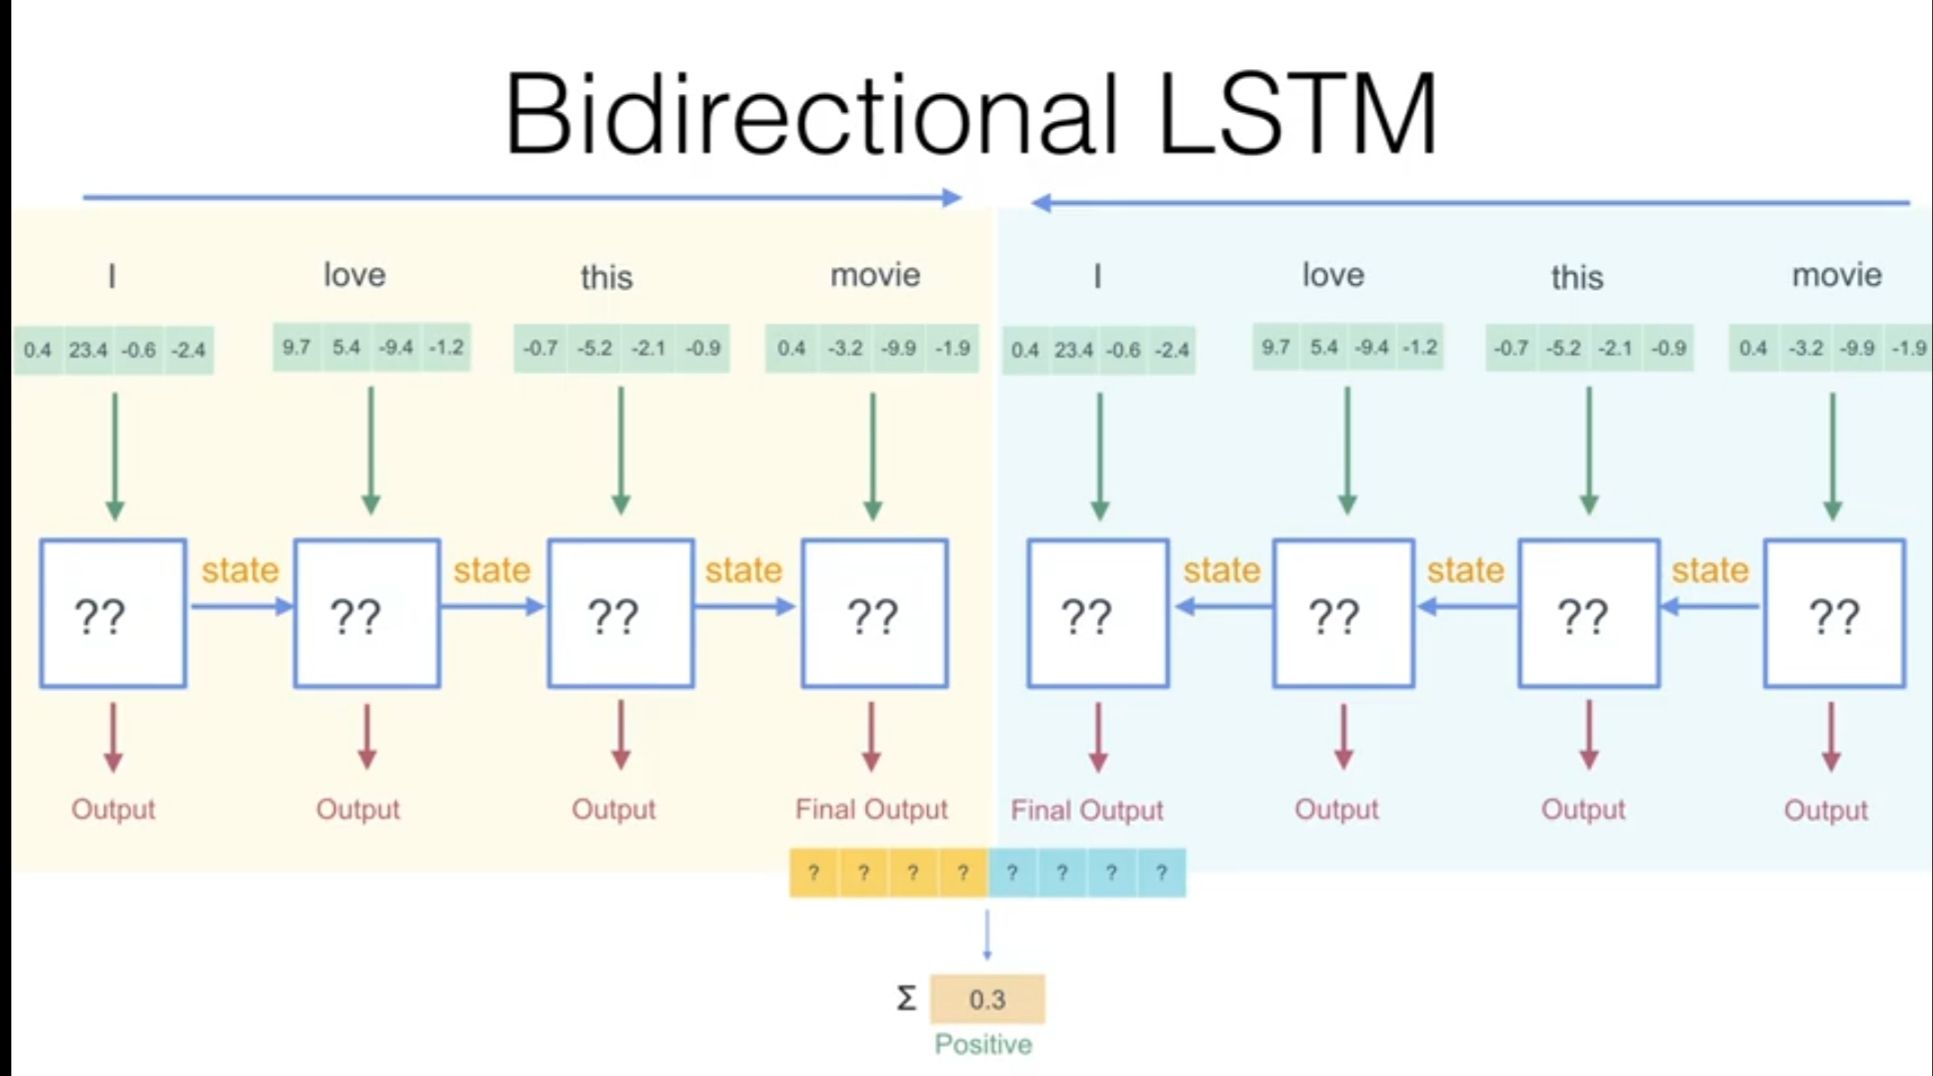 Bidirectional LSTM
I love this movie I love this movie
0.4 23.4 -0.6 -2.4 9.7 5.4 -9.4 -1.2 -0.7 -5.2 -2.1 -0.9 0.4 -3.2 -9.9 -1.9 0.4 23.4 -0.6 -2.4 9.7 5.4 -9.4 -1.2 -0.7 -5.2 -2.1 -0.9 0.4 -3.2 -9.9 -1.9
state state state state state state
?? ?? ?? ?? ?? ?? ?? ??
Output Output Output Final Output Final Output Output Output Output
? ? ? ? ? ? ? ?
Σ 0.3
Positive